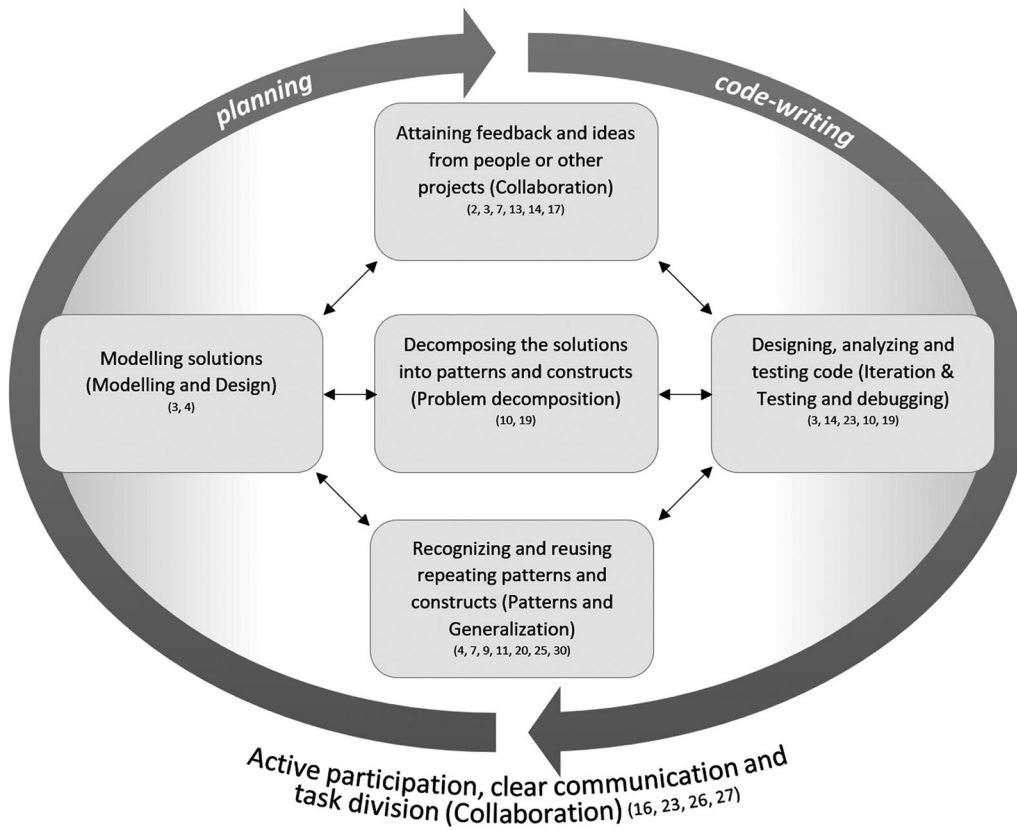 planning
code-writing
Attaining feedback and ideas
from people or other
projects (Collaboration)
(2, 3, 7, 13, 14, 17)
Modelling solutions
(Modelling and Design)
(3, 4)
Decomposing the solutions
into patterns and constructs
(Problem decomposition)
(10, 19)
Designing, analyzing and
testing code (Iteration &
Testing and debugging)
(3, 14, 23, 10, 19)
Recognizing and reusing
repeating patterns and
constructs (Patterns and
Generalization)
(4, 7, 9, 11, 20, 25, 30)
Active participation, clear communication and
task division (Collaboration) (16, 23, 26, 27)